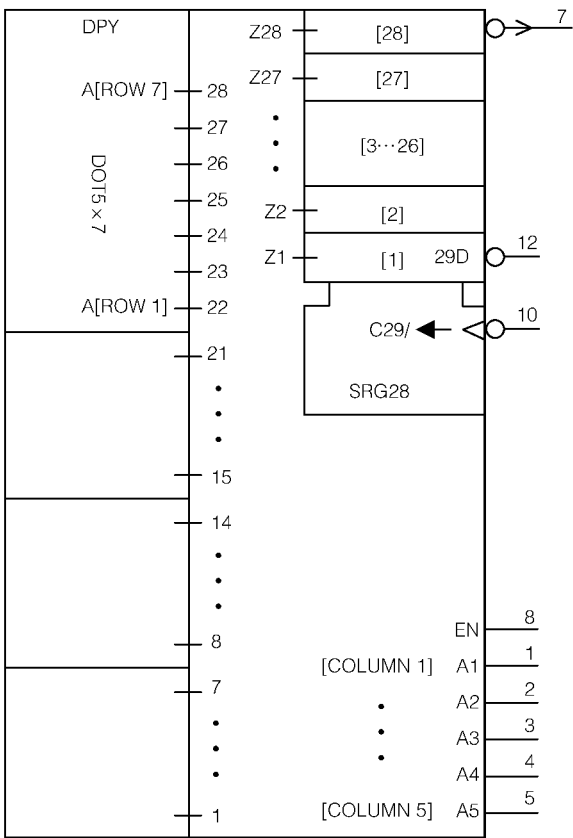 DPY
Z28 [28] 7
Z27 [27]
A[ROW 7] 28
27
[3···26]
26
DOT5 × 7
25
Z2 [2]
24
23
Z1 [1] 29D 12
A[ROW 1] 22
C29/ 10
21
SRG28
15
14
8
EN 8
[COLUMN 1] A1 1
7
A2 2
A3 3
A4 4
1
[COLUMN 5] A5 5